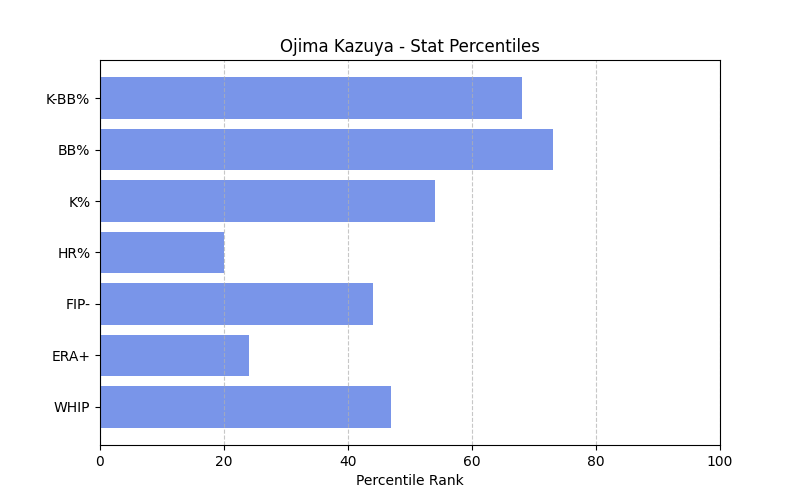 Ojima Kazuya - Stat Percentiles
K-BB%
BB%
K%
HR%
FIP-
ERA+
WHIP
0 20 40 60 80 100
Percentile Rank